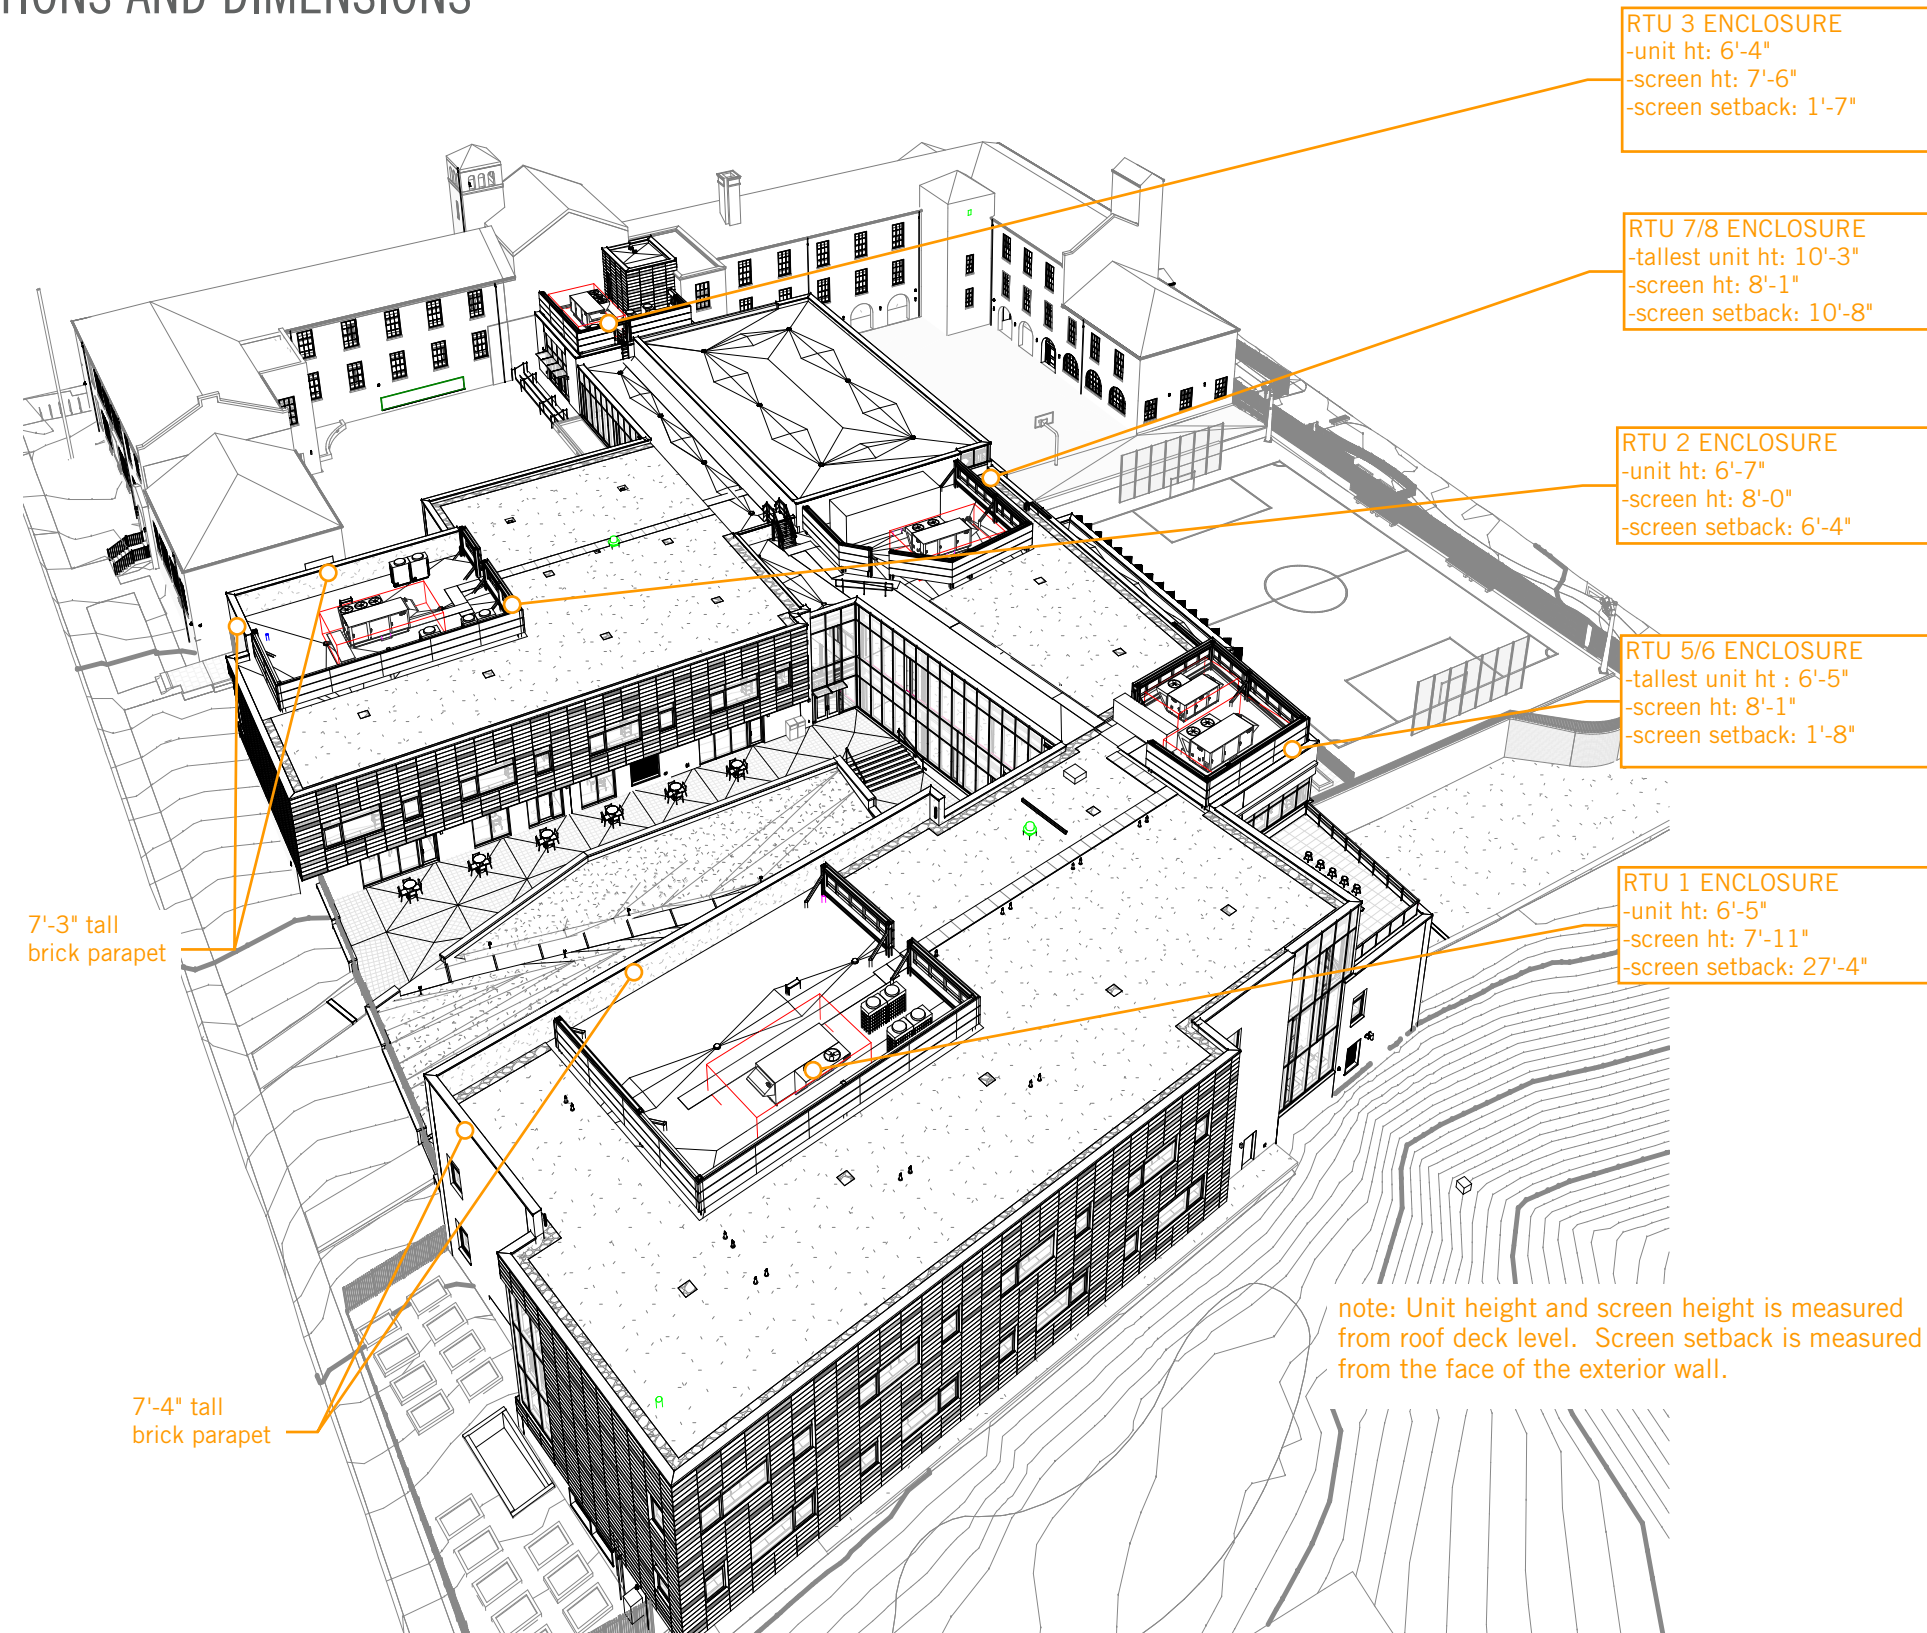 AND DIMENSIONS
RTU 3 ENCLOSURE
-unit ht: 6'-4"
-screen ht: 7'-6"
-screen setback: 1'-7"
RTU 7/8 ENCLOSURE
-tallest unit ht: 10'-3"
-screen ht: 8'-1"
-screen setback: 10'-8"
RTU 2 ENCLOSURE
-unit ht: 6'-7"
-screen ht: 8'-0"
-screen setback: 6'-4"
RTU 5/6 ENCLOSURE
-tallest unit ht : 6'-5"
-screen ht: 8'-1"
-screen setback: 1'-8"
RTU 1 ENCLOSURE
-unit ht: 6'-5"
-screen ht: 7'-11"
-screen setback: 27'-4"
7'-3" tall
brick parapet
7'-4" tall
brick parapet
note: Unit height and screen height is measured
from roof deck level.  Screen setback is measured
from the face of the exterior wall.